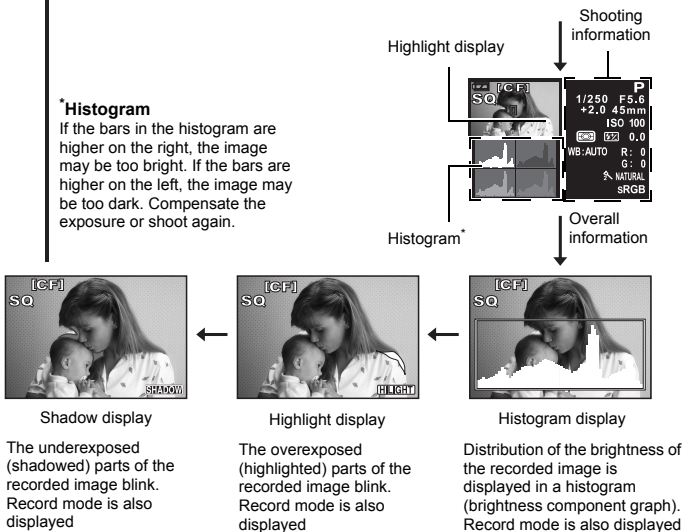 Shooting
information
Highlight display
*Histogram
If the bars in the histogram are
higher on the right, the image
may be too bright. If the bars are
higher on the left, the image may
be too dark. Compensate the
exposure or shoot again.
[CF]
SQ
P
1/250 F5.6
+2.0 45mm
ISO 100
0.0
WB:AUTO R: 0
G: 0
NATURAL
sRGB
Histogram*
Overall
information
[CF]
SQ
SHADOW
[CF]
SQ
HILIGHT
[CF]
SQ
Shadow display
Highlight display
Histogram display
The underexposed
(shadowed) parts of the
recorded image blink.
Record mode is also
displayed
The overexposed
(highlighted) parts of the
recorded image blink.
Record mode is also
displayed
Distribution of the brightness of
the recorded image is
displayed in a histogram
(brightness component graph).
Record mode is also displayed